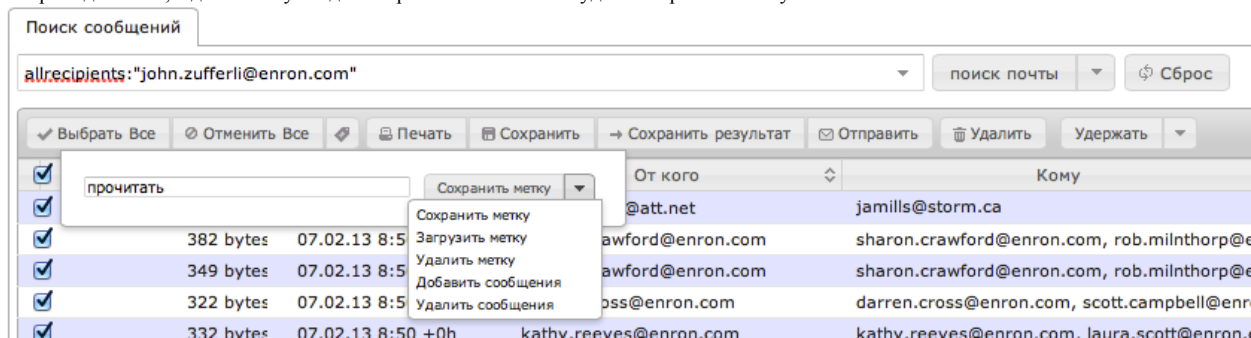 Поиск сообщений
allrecipients:"john.zufferli@enron.com" поиск почты Сброс
Выбрать Все Отменить Все Печать Сохранить Сохранить результат Отправить Удалить Удержать
От кого Кому
прочитать Сохранить метку
@att.net jamills@storm.ca
Сохранить метку
Загрузить метку
Удалить метку
Добавить сообщения
Удалить сообщения
382 bytes 07.02.13 8:5 awford@enron.com sharon.crawford@enron.com, rob.milnthorp@e
349 bytes 07.02.13 8:5 awford@enron.com sharon.crawford@enron.com, rob.milnthorp@e
322 bytes 07.02.13 8:5 oss@enron.com darren.cross@enron.com, scott.campbell@enr
332 bytes 07.02.13 8:50 +0h kathy.reeves@enron.com kathy.reeves@enron.com, laura.scott@enron.